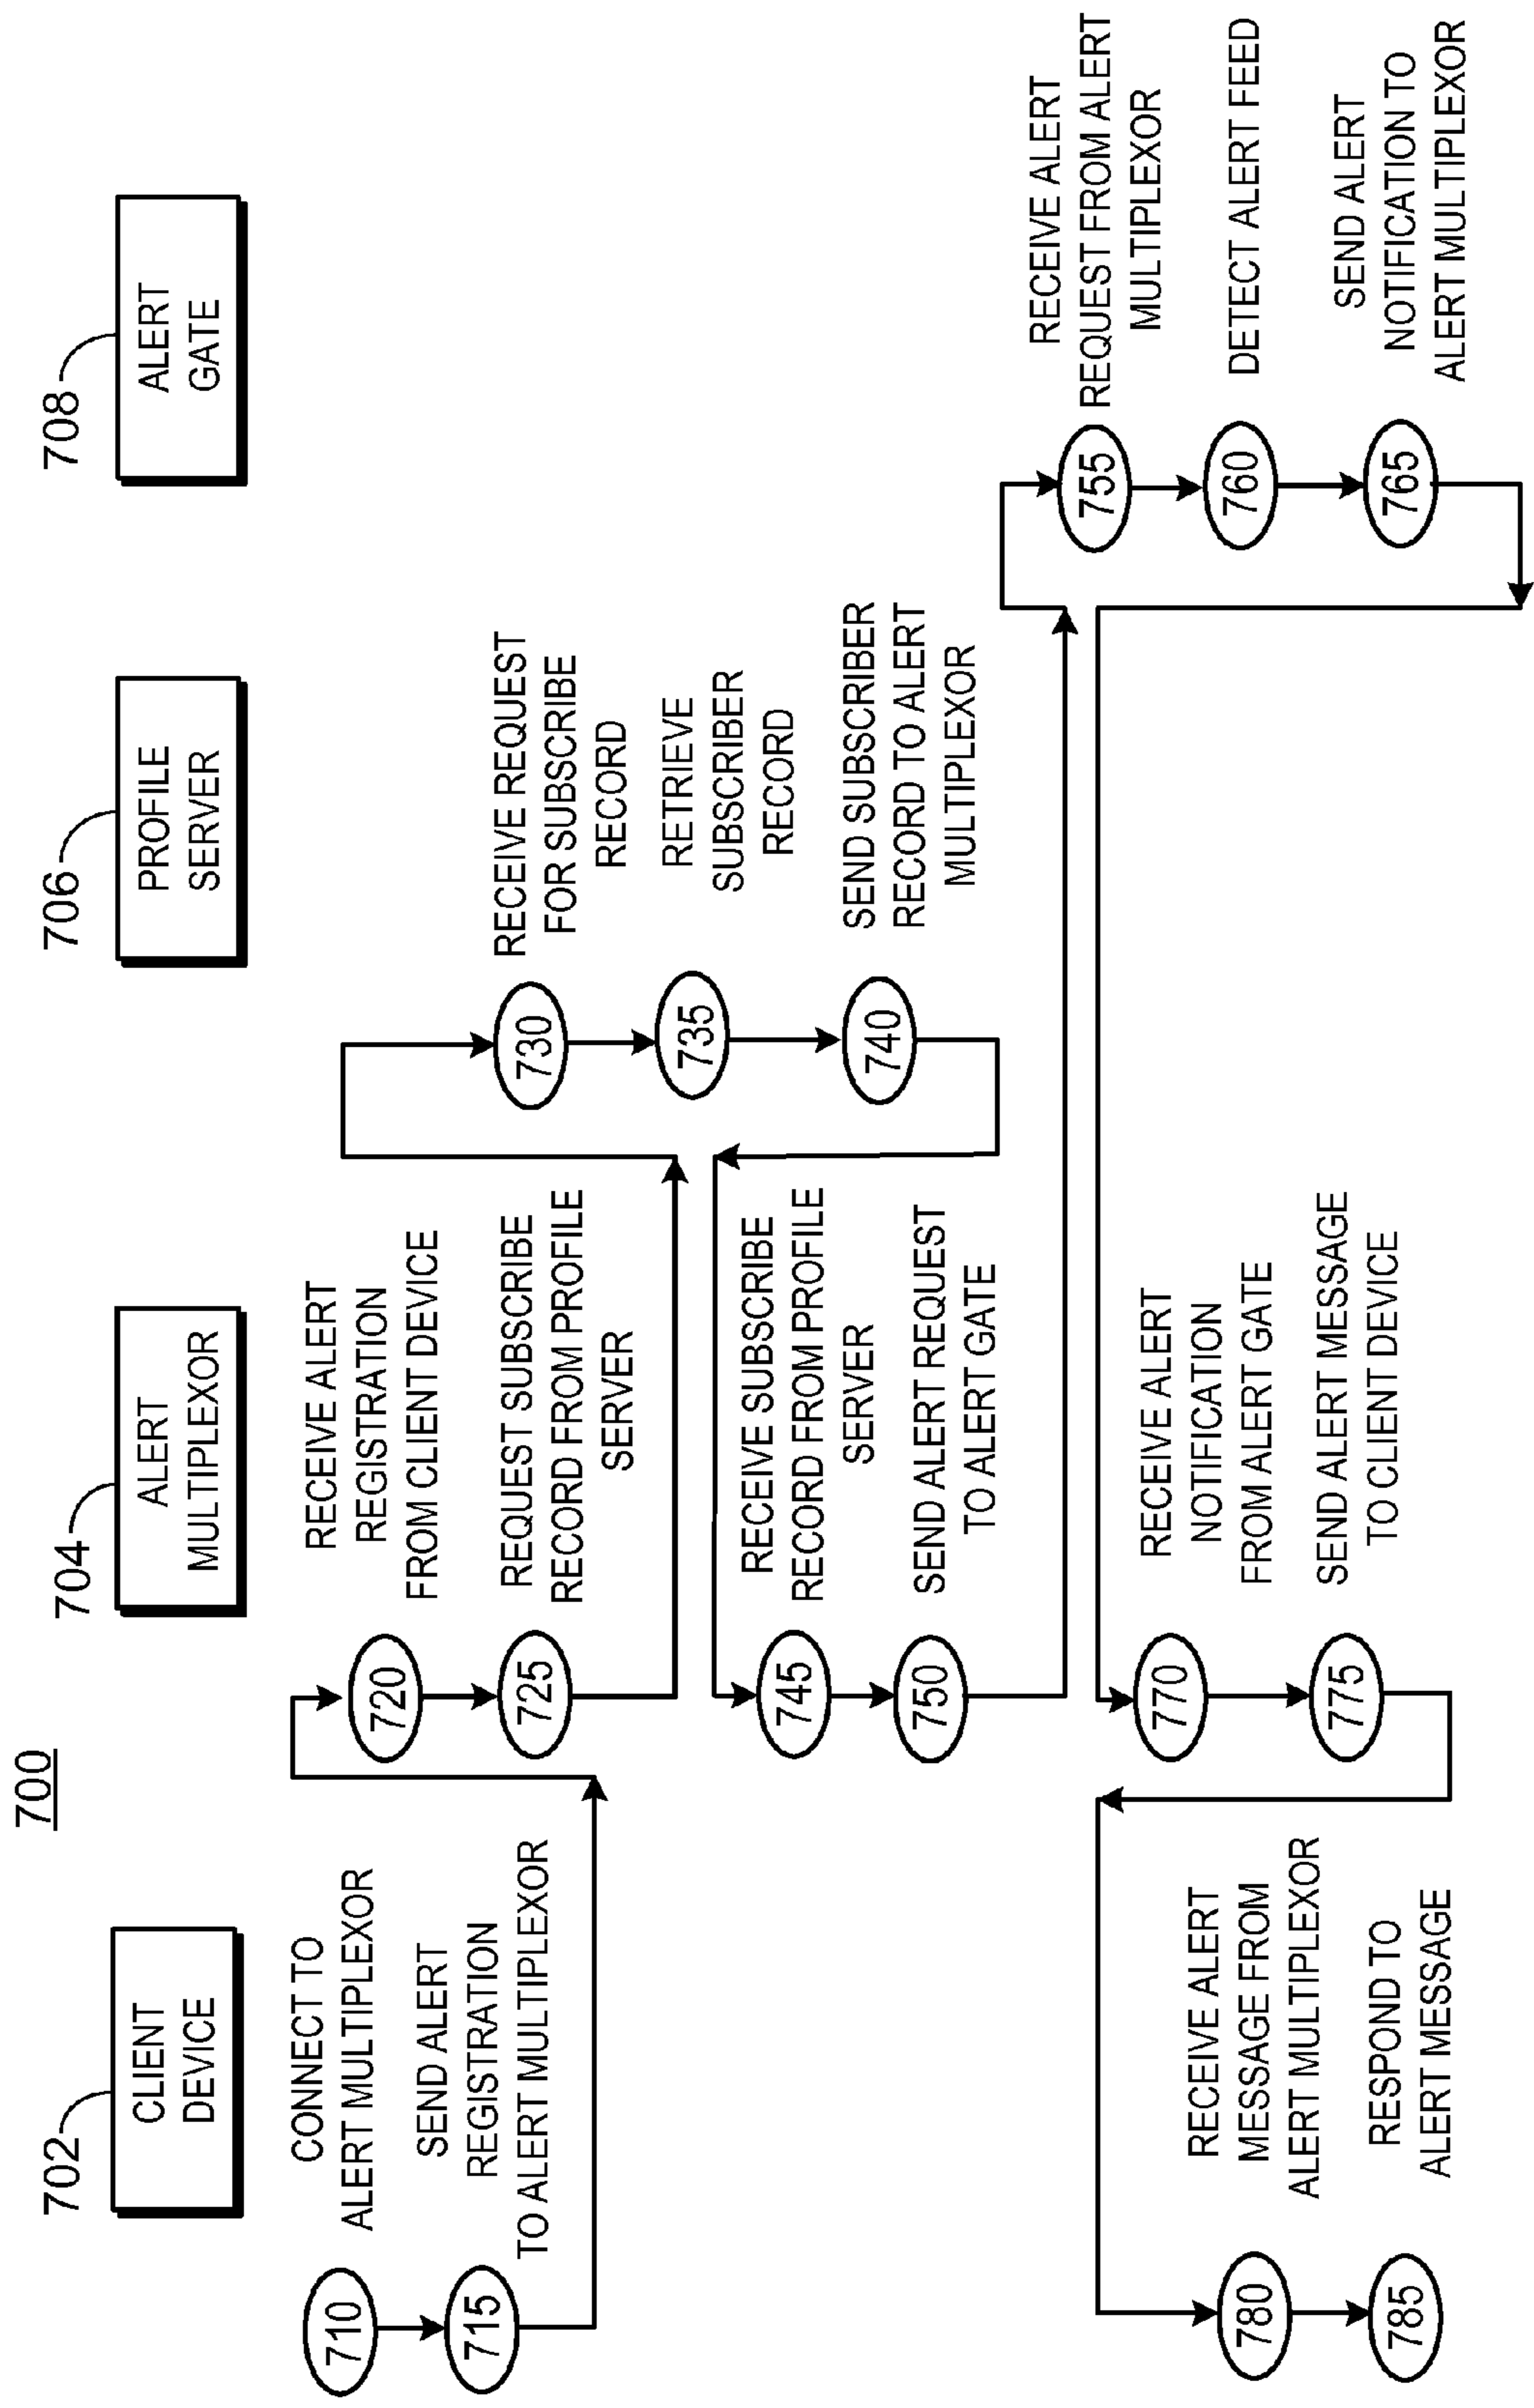 700
702
CLIENT
DEVICE
704
ALERT
MULTIPLEXOR
706
PROFILE
SERVER
708
ALERT
GATE
710
CONNECT TO
ALERT MULTIPLEXOR
715
SEND ALERT
REGISTRATION
TO ALERT MULTIPLEXOR
720
RECEIVE ALERT
REGISTRATION
FROM CLIENT DEVICE
725
REQUEST SUBSCRIBE
RECORD FROM PROFILE
SERVER
730
RECEIVE REQUEST
FOR SUBSCRIBE
RECORD
735
RETRIEVE
SUBSCRIBER
RECORD
740
SEND SUBSCRIBER
RECORD TO ALERT
MULTIPLEXOR
745
RECEIVE SUBSCRIBE
RECORD FROM PROFILE
SERVER
750
SEND ALERT REQUEST
TO ALERT GATE
755
RECEIVE ALERT
REQUEST FROM ALERT
MULTIPLEXOR
760
DETECT ALERT FEED
765
SEND ALERT
NOTIFICATION TO
ALERT MULTIPLEXOR
770
RECEIVE ALERT
NOTIFICATION
FROM ALERT GATE
775
SEND ALERT MESSAGE
TO CLIENT DEVICE
780
RECEIVE ALERT
MESSAGE FROM
ALERT MULTIPLEXOR
785
RESPOND TO
ALERT MESSAGE